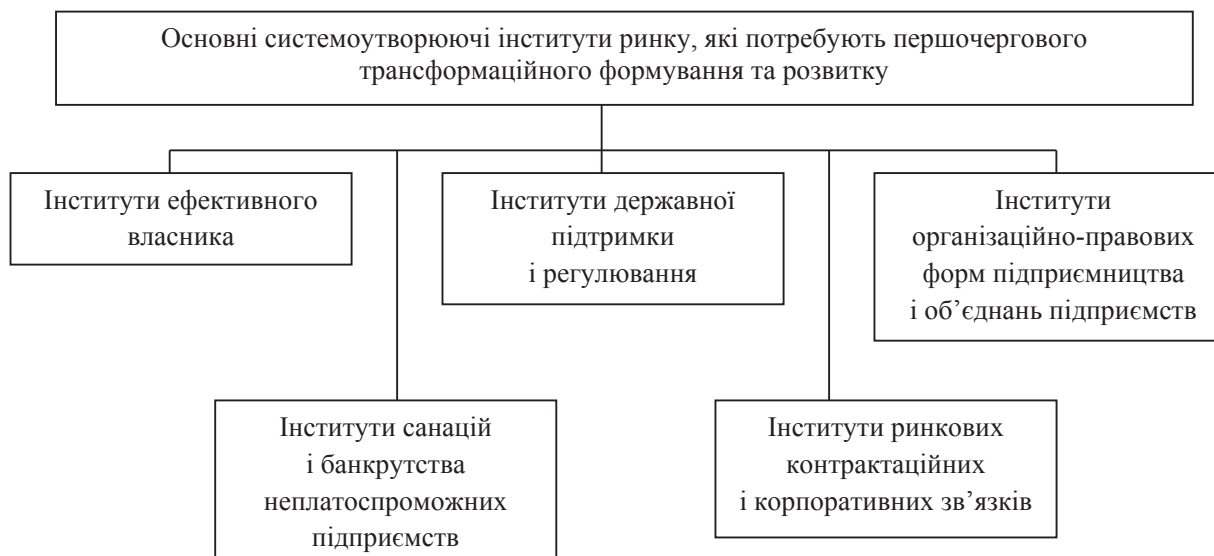 Основні системоутворюючі інститути ринку, які потребують першочергового
трансформаційного формування та розвитку
Інститути ефективного
власника
Інститути державної
підтримки
і регулювання
Інститути
організаційно-правових
форм підприємництва
і об’єднань підприємств
Інститути санацій
і банкрутства
неплатоспроможних
підприємств
Інститути ринкових
контрактаційних
і корпоративних зв’язків